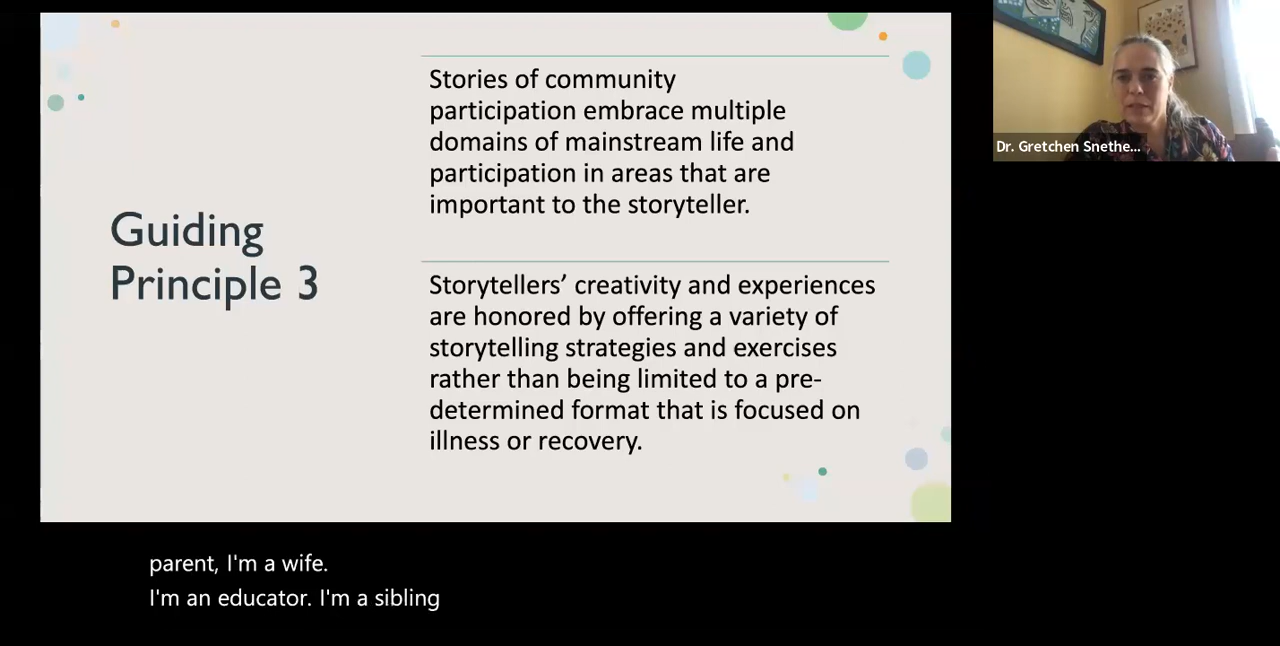 Guiding
Principle 3
Stories of community
participation embrace multiple
domains of mainstream life and
participation in areas that are
important to the storyteller.
Storytellers’ creativity and experiences
are honored by offering a variety of
storytelling strategies and exercises
rather than being limited to a pre-
determined format that is focused on
illness or recovery.
Dr. Gretchen Snethe...
parent, I'm a wife.
I'm an educator. I'm a sibling